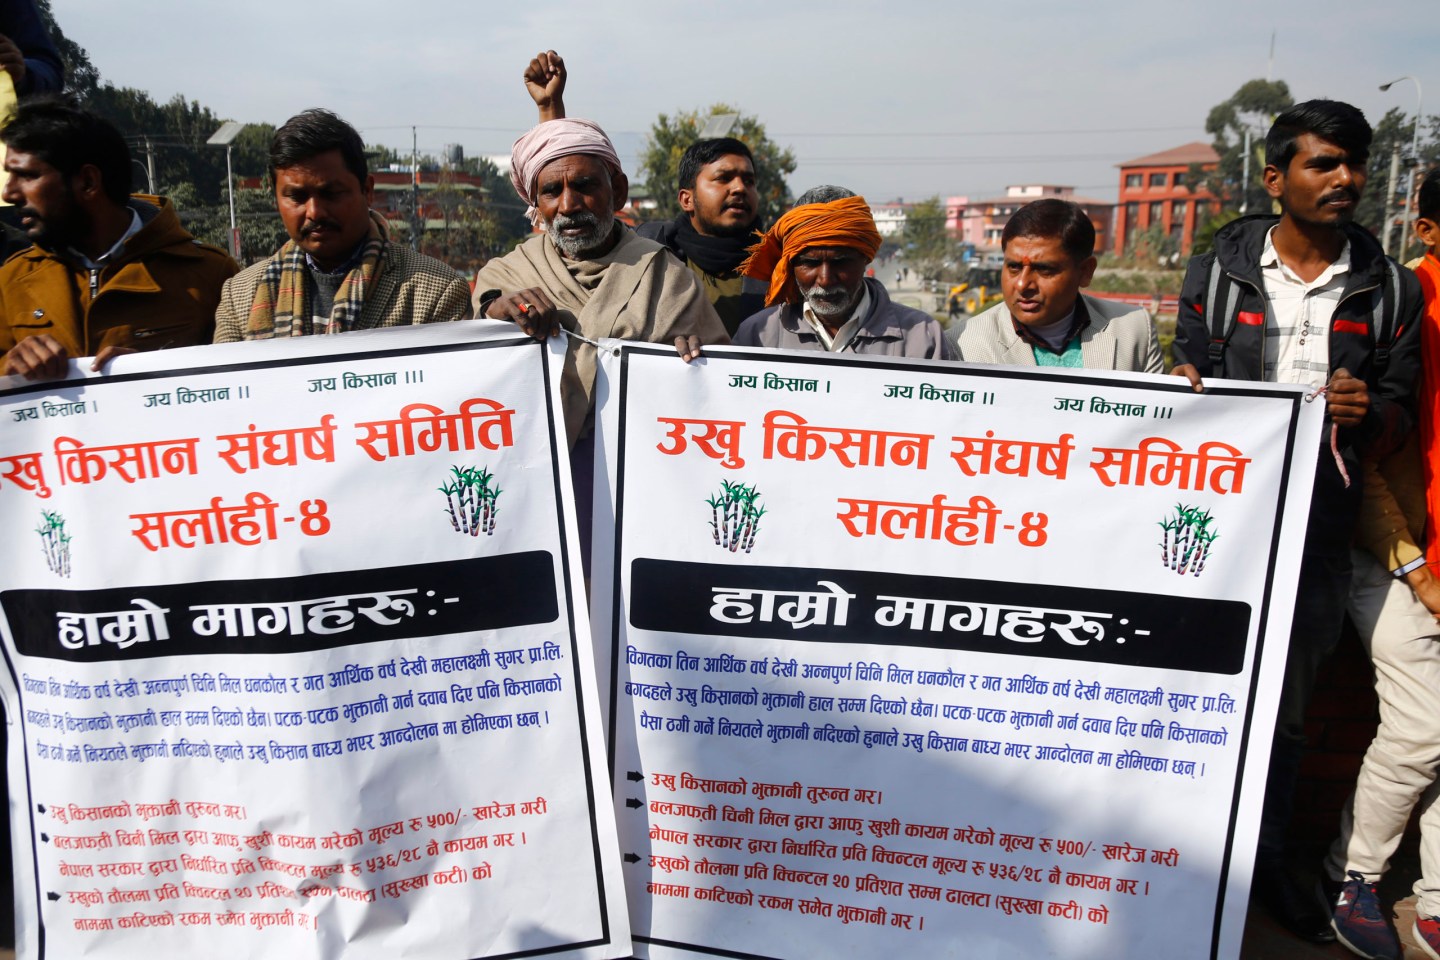 जय किसान ।
जय किसान ।।
जय किसान ।।।
उखु किसान संघर्ष समिति
सर्लाही-४
हाम्रो मागहरू:-
विगतका तिन आर्थिक वर्ष देखी अन्नपुर्ण चिनि मिल धनकौल र गत आर्थिक वर्ष देखी महालक्ष्मी सुगर प्रा.लि.
बगदहले उखु किसानको भुक्तानी हाल सम्म दिएको छैन। पटक-पटक भुक्तानी गर्न दवाब दिए पनि किसानको
पैसा ठगी गर्ने नियतले भुक्तानी नदिएको हुनाले उखु किसान बाध्य भएर आन्दोलन मा होमिएका छन् ।
उखु किसानको भुक्तानी तुरुन्त गर।
बलजफ्ती चिनी मिल द्वारा आफु खुशी कायम गरेको मूल्य रू ५००/- खारेज गरी
नेपाल सरकार द्वारा निर्धारित प्रति क्विन्टल मूल्य रू ५३६/२८ नै कायम गर ।
उखुको तौलमा प्रति क्विन्टल २० प्रतिशत सम्म ढालटा (सुख्खा कटी) को
नाममा काटिएको रकम समेत भुक्तानी गर ।
जय किसान ।
जय किसान ।।
जय किसान ।।।
उखु किसान संघर्ष समिति
सर्लाही-४
हाम्रो मागहरू:-
विगतका तिन आर्थिक वर्ष देखी अन्नपुर्ण चिनि मिल धनकौल र गत आर्थिक वर्ष देखी महालक्ष्मी सुगर प्रा.लि.
बगदहले उखु किसानको भुक्तानी हाल सम्म दिएको छैन। पटक-पटक भुक्तानी गर्न दवाब दिए पनि किसानको
पैसा ठगी गर्ने नियतले भुक्तानी नदिएको हुनाले उखु किसान बाध्य भएर आन्दोलन मा होमिएका छन् ।
उखु किसानको भुक्तानी तुरुन्त गर।
बलजफ्ती चिनी मिल द्वारा आफु खुशी कायम गरेको मूल्य रू ५००/- खारेज गरी
नेपाल सरकार द्वारा निर्धारित प्रति क्विन्टल मूल्य रू ५३६/२८ नै कायम गर ।
उखुको तौलमा प्रति क्विन्टल २० प्रतिशत सम्म ढालटा (सुख्खा कटी) को
नाममा काटिएको रकम समेत भुक्तानी गर ।